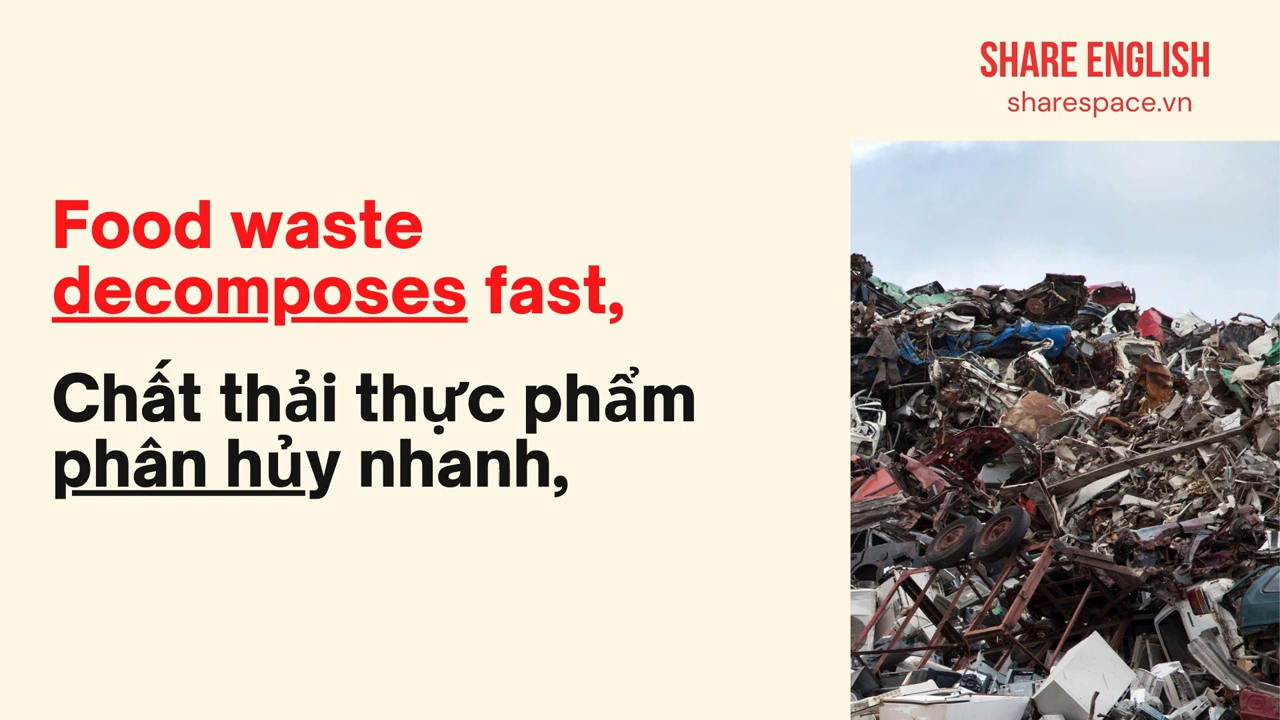 SHARE ENGLISH
sharespace.vn
Food waste
decomposes fast,
Chất thải thực phẩm
phân hủy nhanh,